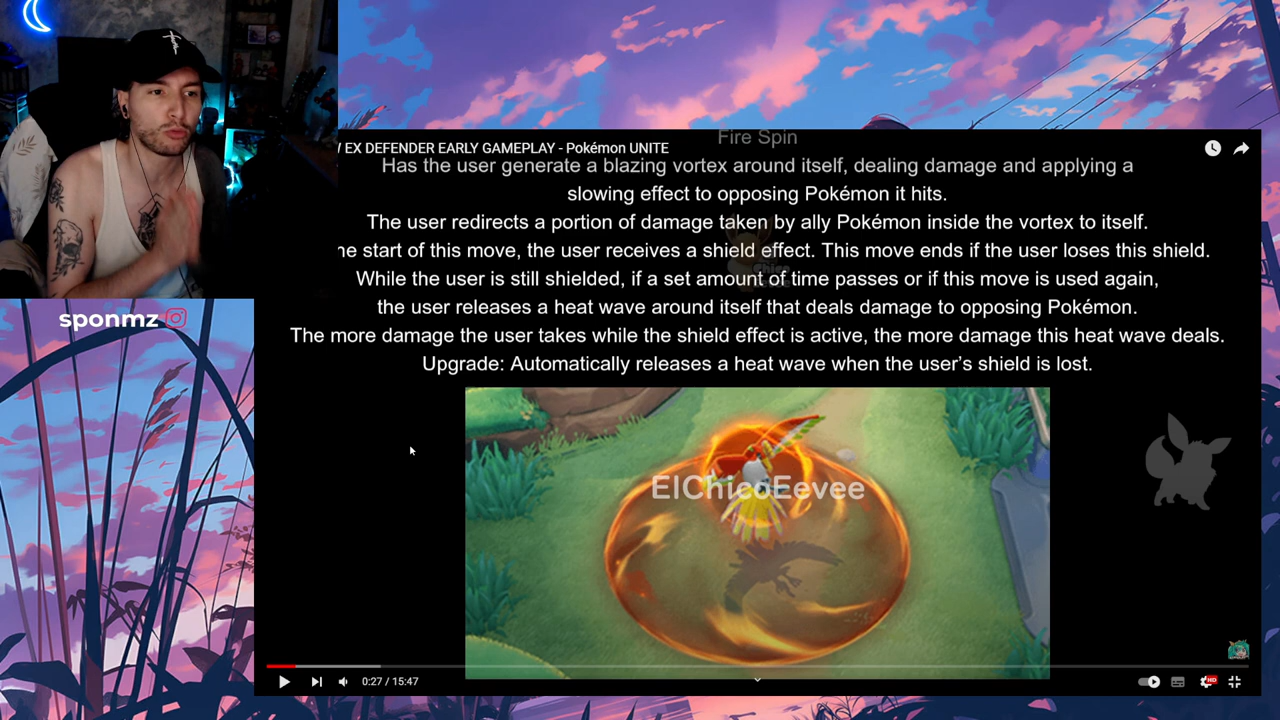 Fire Spin
EX DEFENDER EARLY GAMEPLAY - Pokémon UNITE
Has the user generate a blazing vortex around itself, dealing damage and applying a
slowing effect to opposing Pokémon it hits.
The user redirects a portion of damage taken by ally Pokémon inside the vortex to itself.
start of this move, the user receives a shield effect. This move ends if the user loses this shield.
While the user is still shielded, if a set amount of time passes or if this move is used again,
the user releases a heat wave around itself that deals damage to opposing Pokémon.
The more damage the user takes while the shield effect is active, the more damage this heat wave deals.
Upgrade: Automatically releases a heat wave when the user's shield is lost.
sponmz
ElChicoEevee
0:27 / 15:47
HD